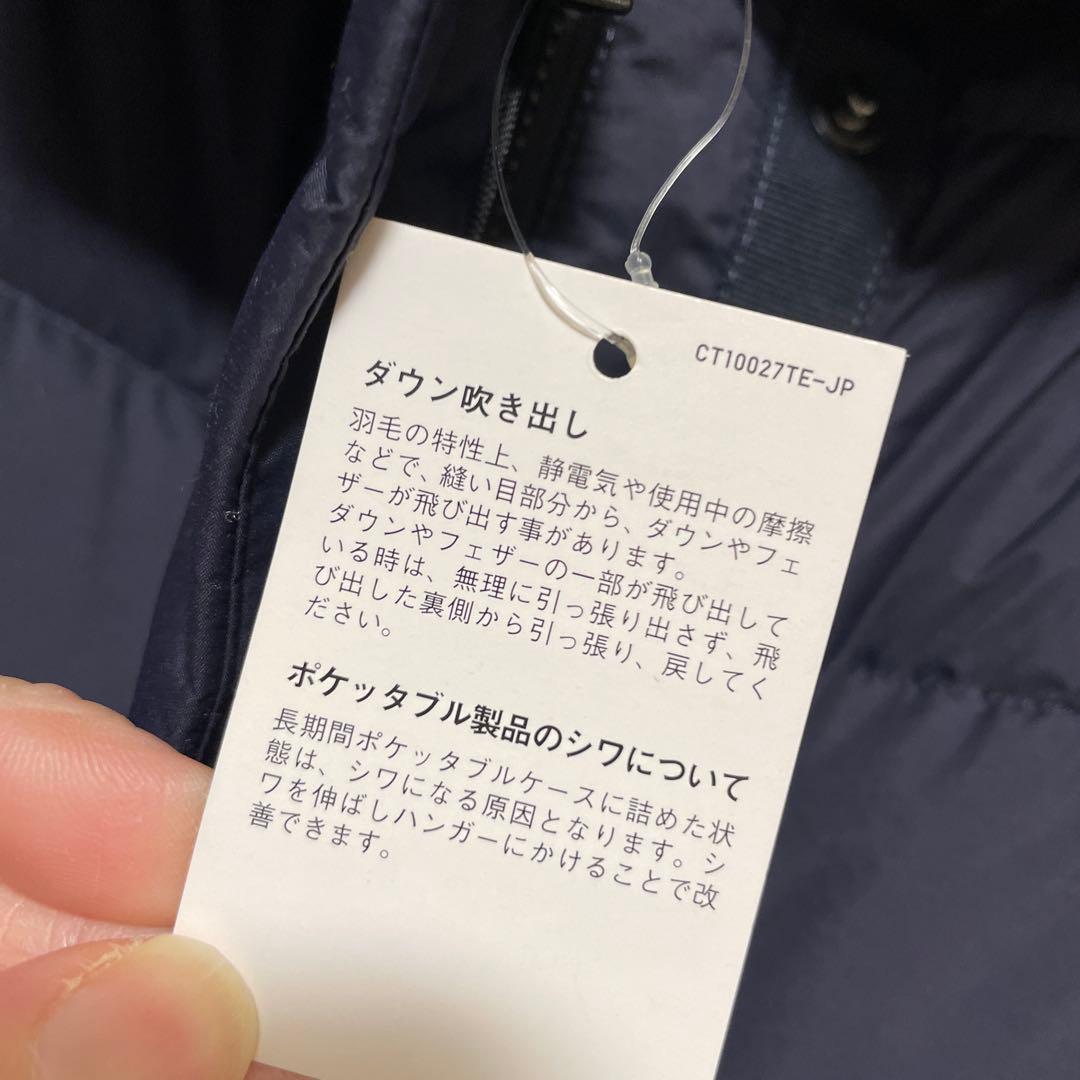 CT10027TE-JP
ダウン吹き出し
羽毛の特性上、静電気や使用中の摩擦
などで、縫い目部分から、ダウンやフェ
ザーが飛び出す事があります。
ダウンやフェザーの一部が飛び出して
いる時は、無理に引っ張り出さず、飛
び出した裏側から引っ張り、戻してく
ださい。
ポケッタブル製品のシワについて
長期間ポケッタブルケースに詰めた状
態は、シワになる原因となります。シ
ワを伸ばしハンガーにかけることで改
善できます。